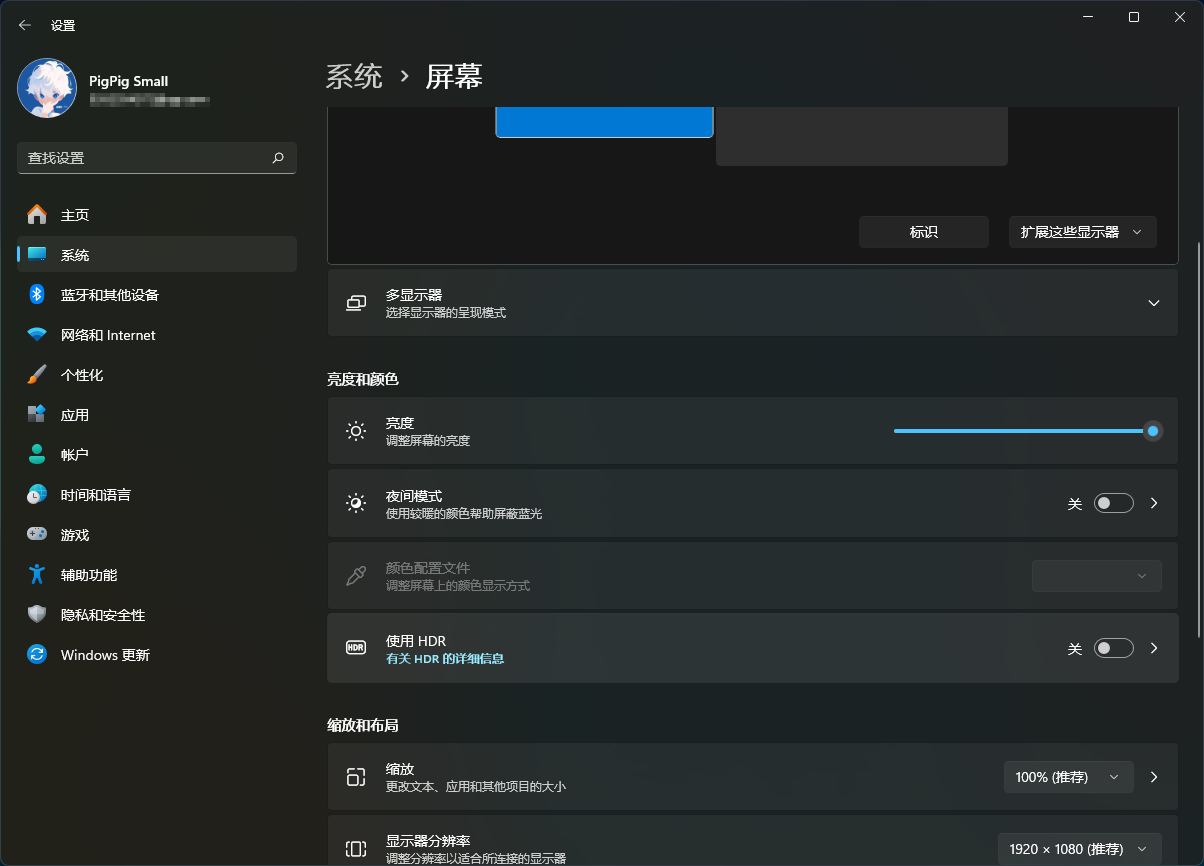 设置
PigPig Small
查找设置
主页
系统
蓝牙和其他设备
网络和 Internet
个性化
应用
帐户
时间和语言
游戏
辅助功能
隐私和安全性
Windows 更新
系统 › 屏幕
标识
扩展这些显示器
多显示器
选择显示器的呈现模式
亮度和颜色
亮度
调整屏幕的亮度
夜间模式
使用较暖的颜色帮助屏蔽蓝光
关
颜色配置文件
调整屏幕上的颜色显示方式
HDR
使用 HDR
有关 HDR 的详细信息
关
缩放和布局
缩放
更改文本、应用和其他项目的大小
100% (推荐)
显示器分辨率
调整分辨率以适合所连接的显示器
1920 × 1080 (推荐)